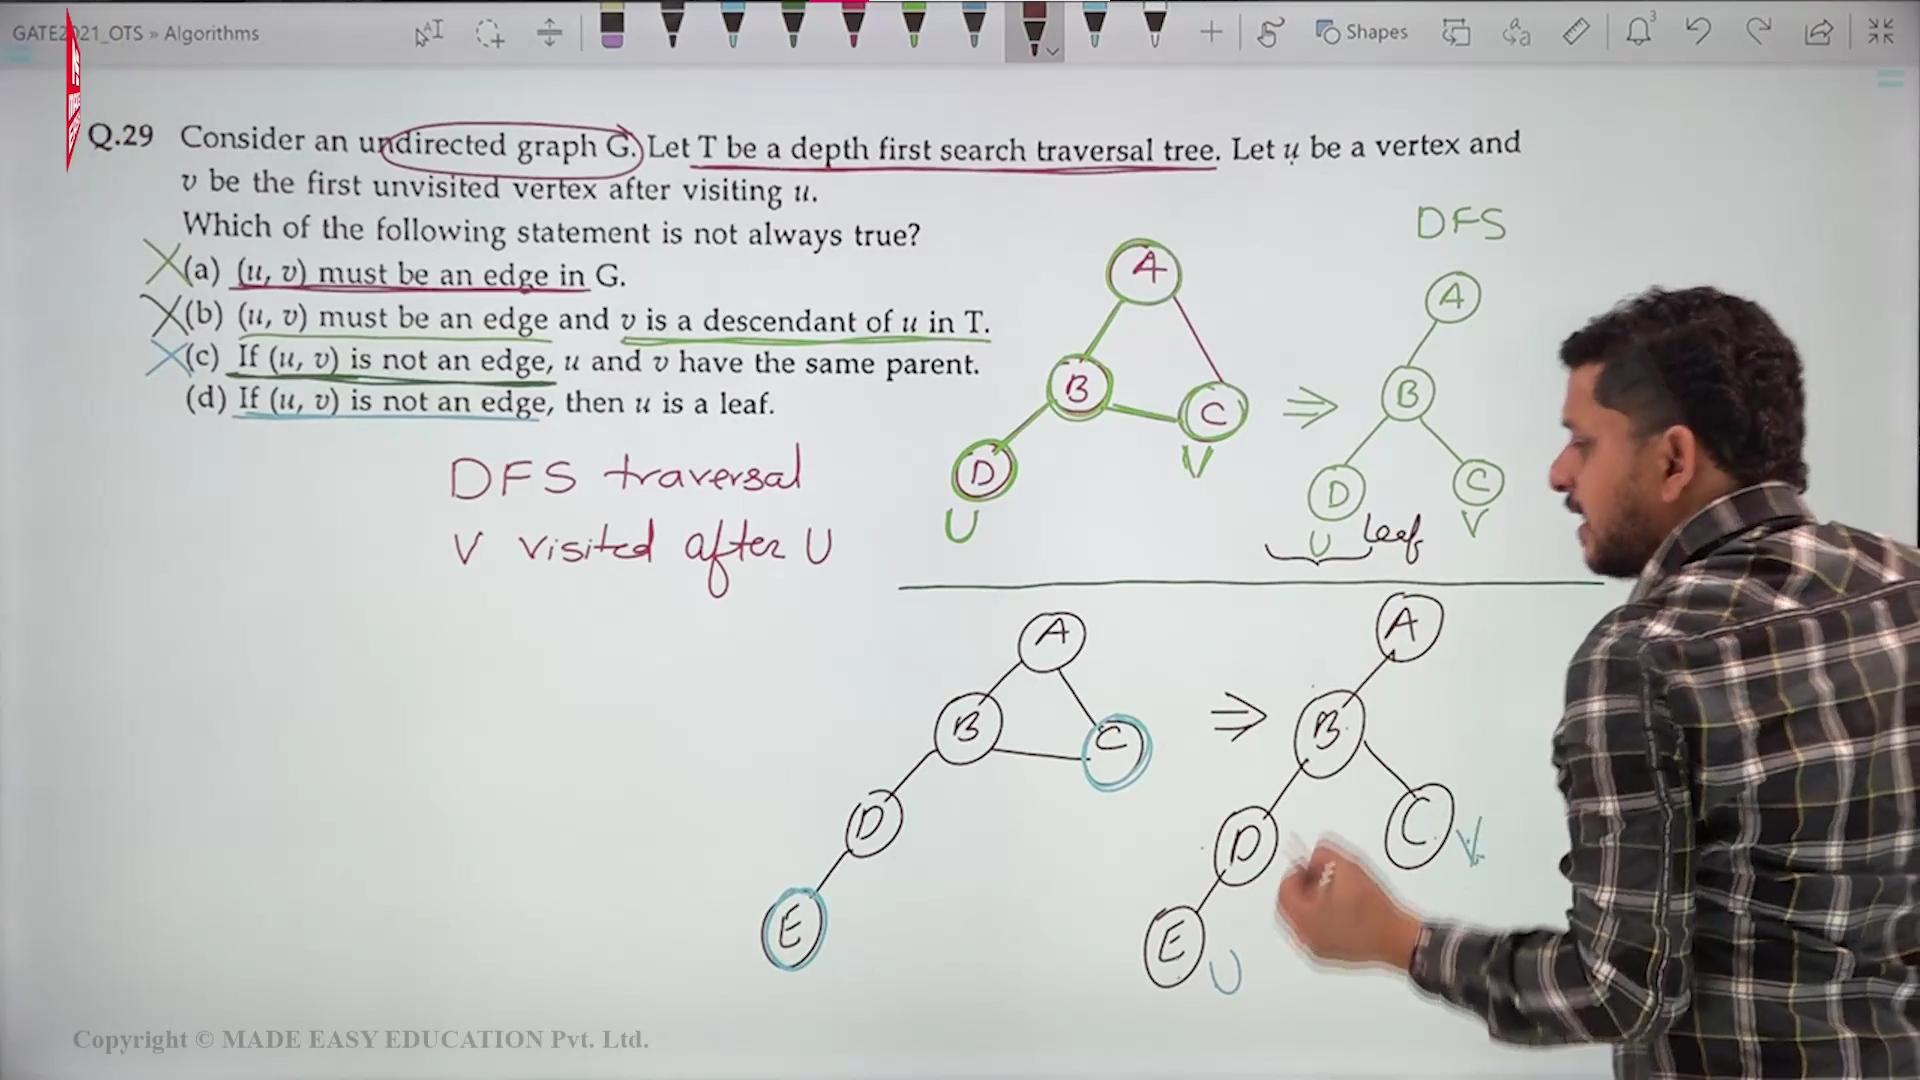 GATE2021_OTS » Algorithms
Shapes
3
MADE EASY
Q.29 Consider an undirected graph G. Let T be a depth first search traversal tree. Let u be a vertex and
v be the first unvisited vertex after visiting u.
Which of the following statement is not always true?
(a) (u, v) must be an edge in G.
(b) (u, v) must be an edge and v is a descendant of u in T.
(c) If (u, v) is not an edge, u and v have the same parent.
(d) If (u, v) is not an edge, then u is a leaf.
DFS traversal
V visited after U
A
B
C
D
V
U
DFS
A
B
D
C
U
leaf
V
A
B
C
D
E
A
B
D
C
V
E
U
Copyright © MADE EASY EDUCATION Pvt. Ltd.